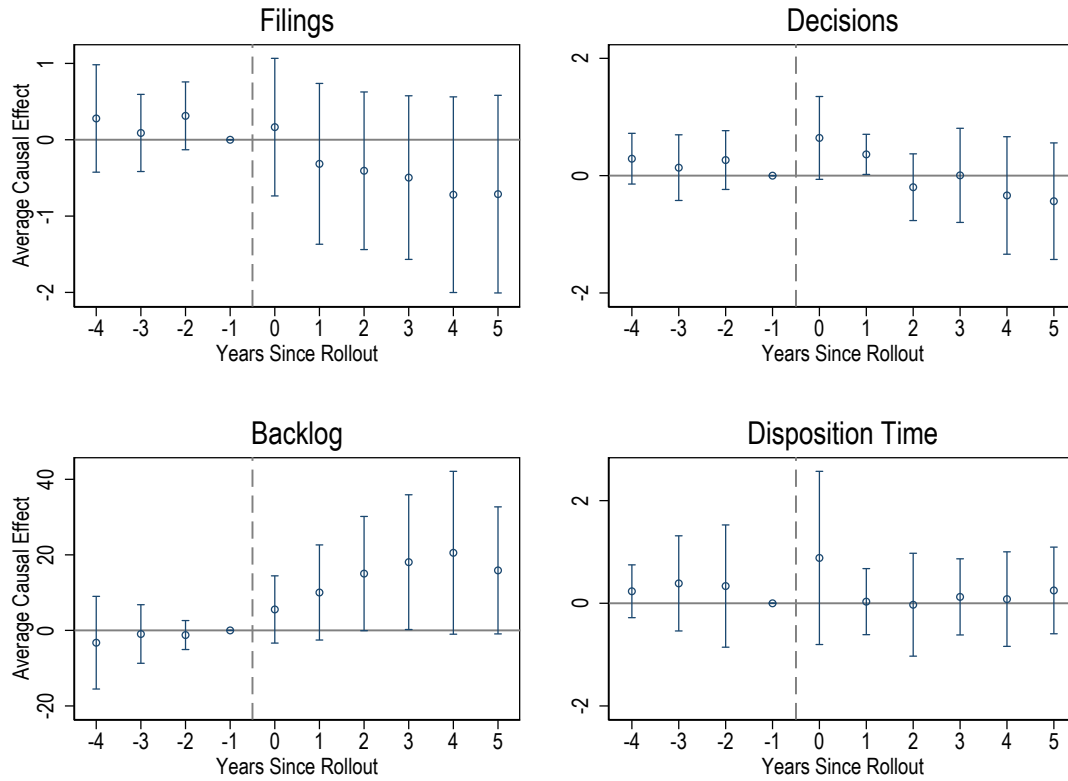 Filings
Average Causal Effect
1
0
-1
-2
-4 -3 -2 -1 0 1 2 3 4 5
Years Since Rollout
Decisions
2
0
-2
-4 -3 -2 -1 0 1 2 3 4 5
Years Since Rollout
Backlog
Average Causal Effect
40
20
0
-20
-4 -3 -2 -1 0 1 2 3 4 5
Years Since Rollout
Disposition Time
2
0
-2
-4 -3 -2 -1 0 1 2 3 4 5
Years Since Rollout